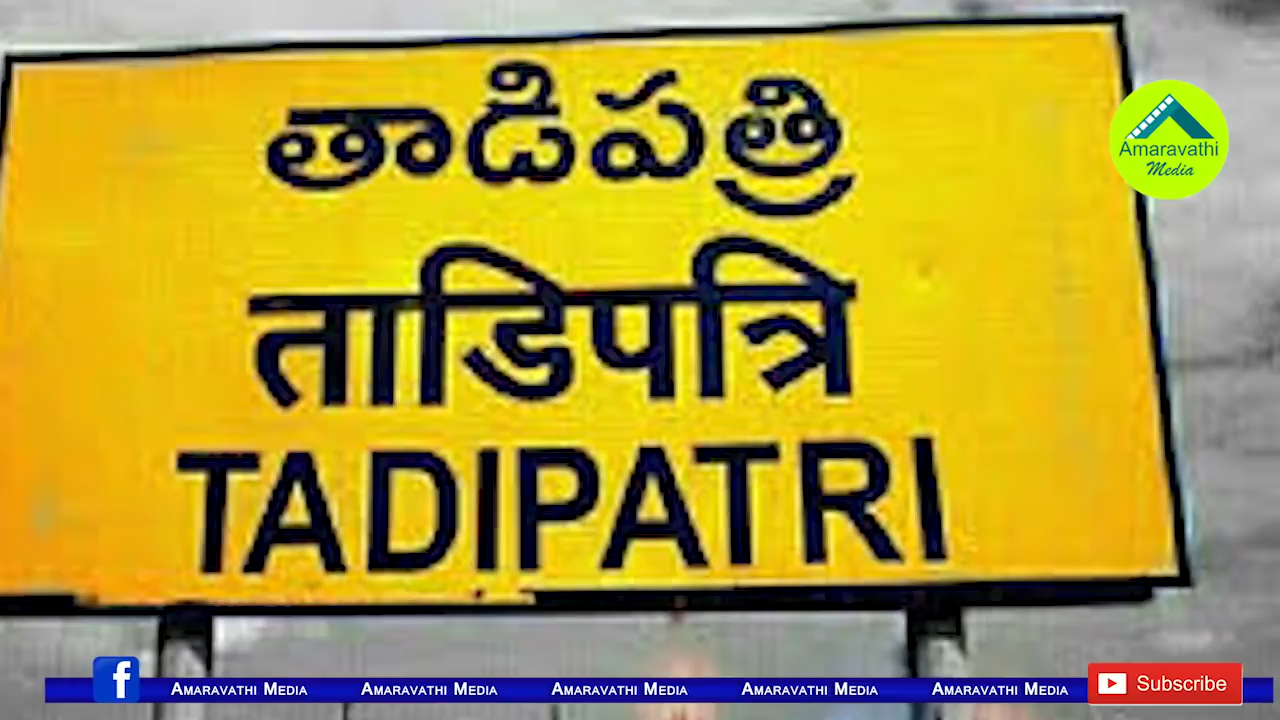 తాడిపత్రి
ताडिपत्रि
TADIPATRI
Amaravathi
Media
f Amaravathi Media Amaravathi Media Amaravathi Media Amaravathi Media Amaravathi Media Subscribe